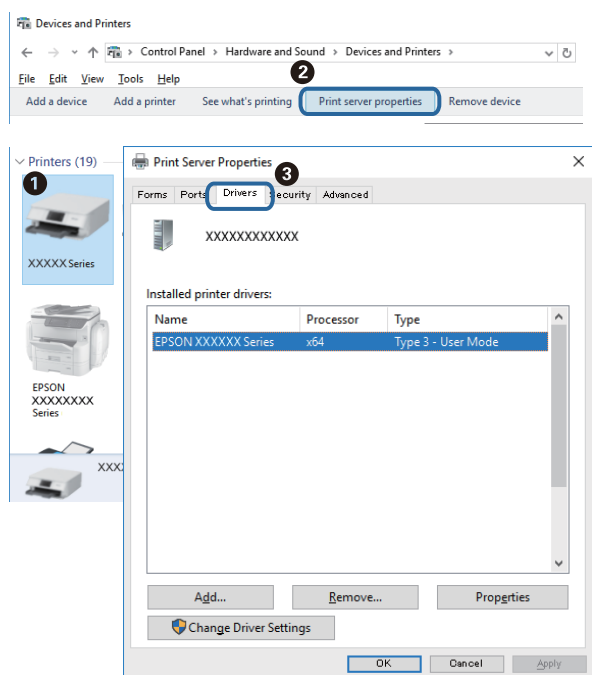 Devices and Printers
Control Panel > Hardware and Sound > Devices and Printers >
File Edit View Tools Help
2
Add a device Add a printer See what's printing Print server properties Remove device
Printers (19)
1
XXXXX Series
EPSON
XXXXXXXX
Series
XXX
Print Server Properties
3
Forms Ports Drivers Security Advanced
XXXXXXXXXXXX
Installed printer drivers:
Name Processor Type
EPSON XXXXXX Series x64 Type 3 - User Mode
Add... Remove... Properties
Change Driver Settings
OK Cancel Apply